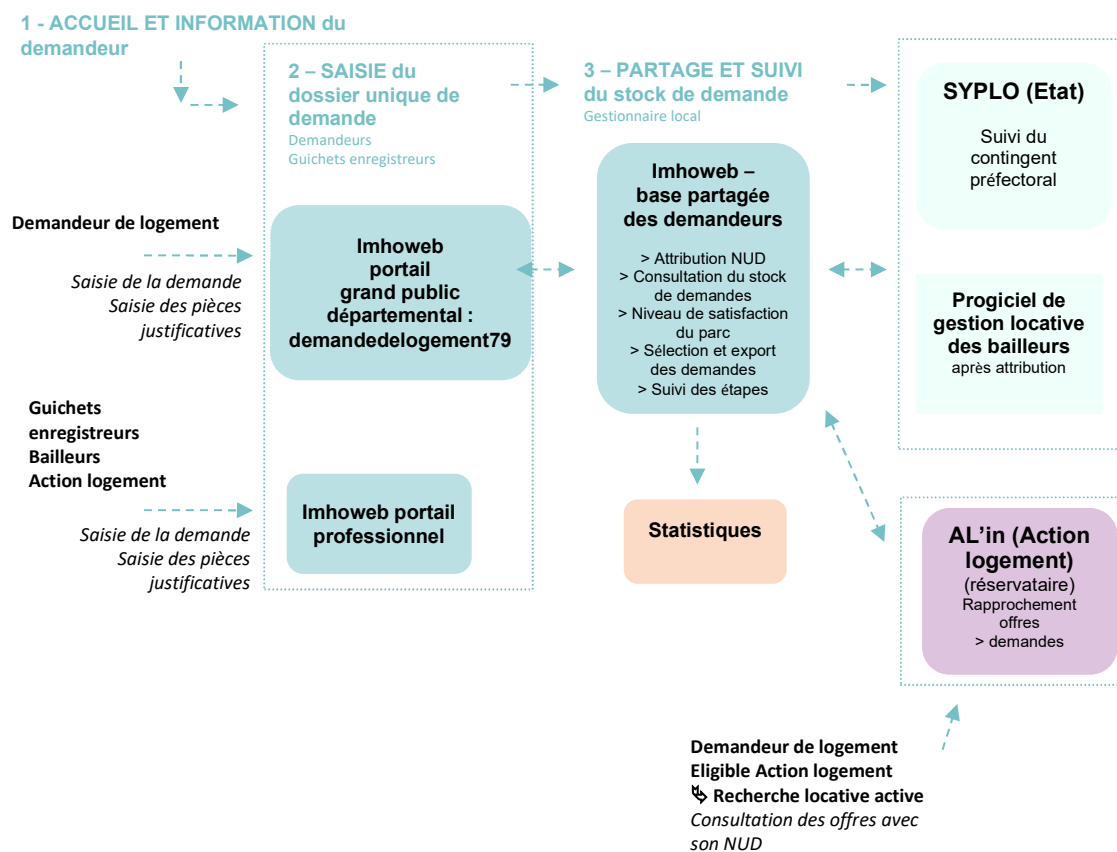 1 - ACCUEIL ET INFORMATION du
demandeur
2 – SAISIE du
dossier unique de
demande
Demandeurs
Guichets enregistreurs
3 – PARTAGE ET SUIVI
du stock de demande
Gestionnaire local
SYPLO (Etat)
Suivi du
contingent
préfectoral
Demandeur de logement
Saisie de la demande
Saisie des pièces
justificatives
Imhoweb
portail
grand public
départemental :
demandedelogement79
Imhoweb –
base partagée
des demandeurs
> Attribution NUD
> Consultation du stock
de demandes
> Niveau de satisfaction
du parc
> Sélection et export
des demandes
> Suivi des étapes
Progiciel de
gestion locative
des bailleurs
après attribution
Guichets
enregistreurs
Bailleurs
Action logement
Saisie de la demande
Saisie des pièces
justificatives
Imhoweb portail
professionnel
Statistiques
AL’in (Action
logement)
(réservataire)
Rapprochement
offres
> demandes
Demandeur de logement
Eligible Action logement
↳ Recherche locative active
Consultation des offres avec
son NUD